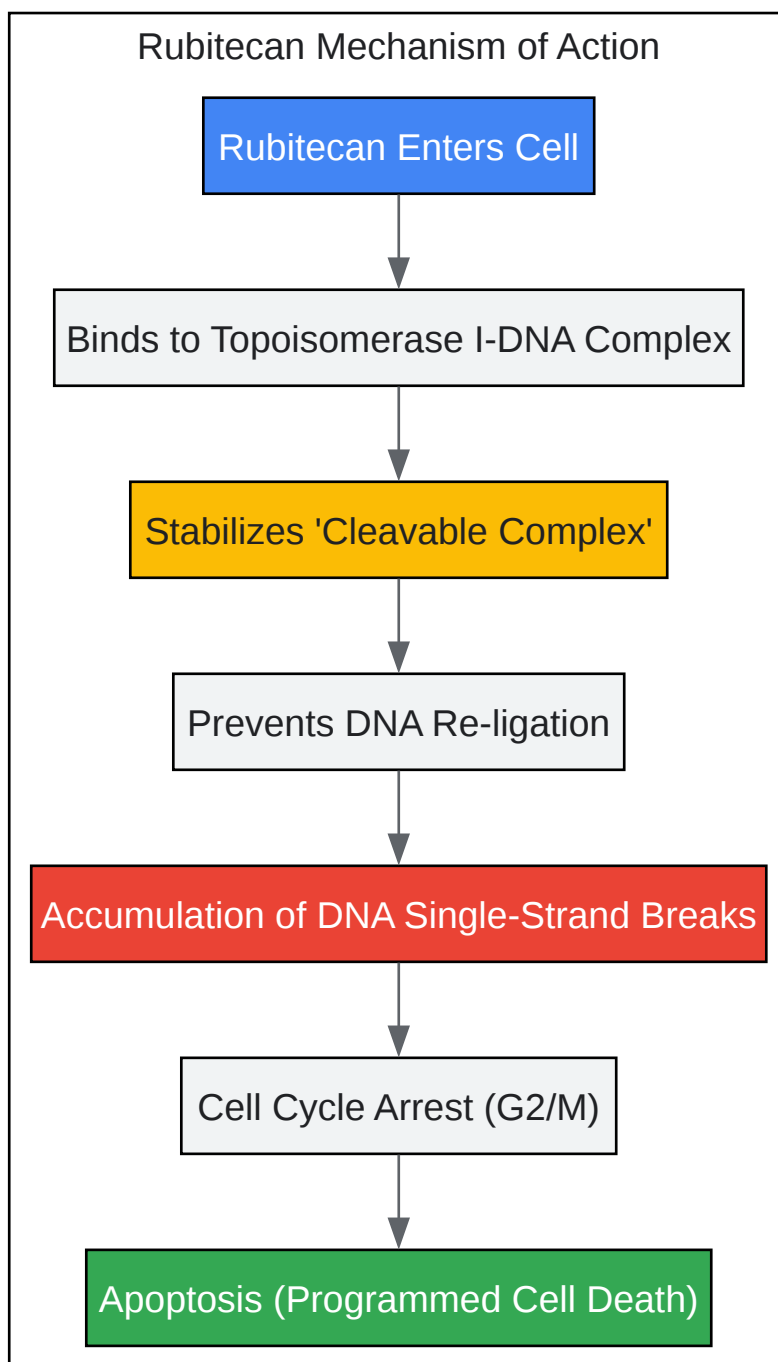 Rubitecan Mechanism of Action
Rubitecan Enters Cell
Binds to Topoisomerase I-DNA Complex
Stabilizes 'Cleavable Complex'
Prevents DNA Re-ligation
Accumulation of DNA Single-Strand Breaks
Cell Cycle Arrest (G2/M)
Apoptosis (Programmed Cell Death)